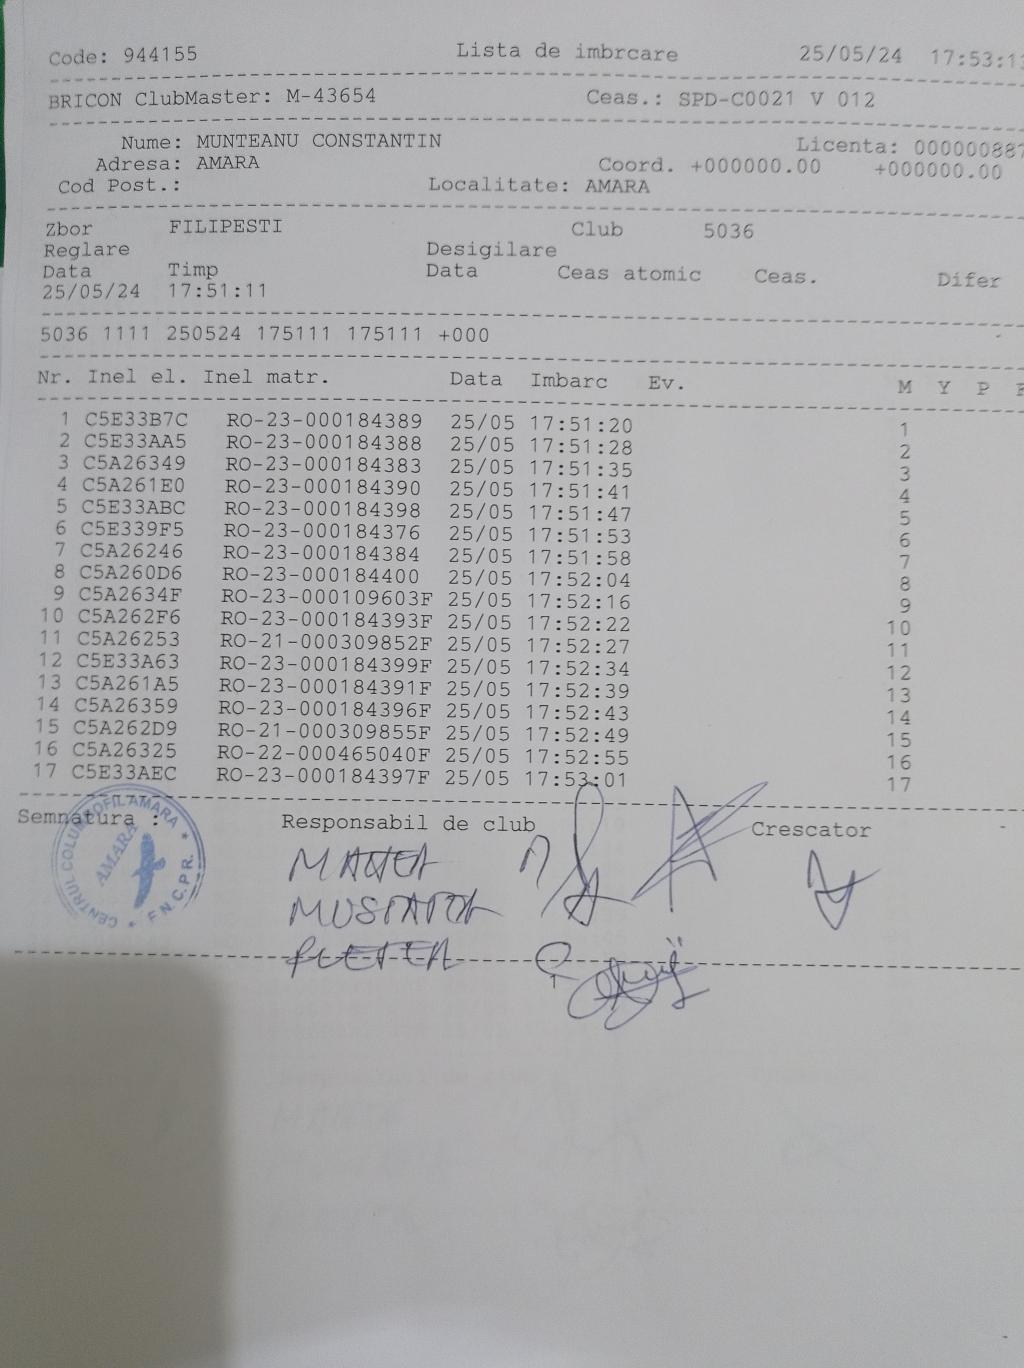 Code: 944155 Lista de imbrcare 25/05/24 17:53:13
BRICON ClubMaster: M-43654 Ceas.: SPD-C0021 V 012
Nume: MUNTEANU CONSTANTIN Licenta: 000000887
Adresa: AMARA Coord. +000000.00 +000000.00
Cod Post.: Localitate: AMARA
Zbor FILIPESTI Club 5036
Reglare Desigilare
Data Timp Data Ceas atomic Ceas. Difer
25/05/24 17:51:11
5036 1111 250524 175111 175111 +000
Nr. Inel el. Inel matr. Data Imbarc Ev. M Y P
1 C5E33B7C RO-23-000184389 25/05 17:51:20 1
2 C5E33AA5 RO-23-000184388 25/05 17:51:28 2
3 C5A26349 RO-23-000184383 25/05 17:51:35 3
4 C5A261E0 RO-23-000184390 25/05 17:51:41 4
5 C5E33ABC RO-23-000184398 25/05 17:51:47 5
6 C5E339F5 RO-23-000184376 25/05 17:51:53 6
7 C5A26246 RO-23-000184384 25/05 17:51:58 7
8 C5A260D6 RO-23-000184400 25/05 17:52:04 8
9 C5A2634F RO-23-000109603F 25/05 17:52:16 9
10 C5A262F6 RO-23-000184393F 25/05 17:52:22 10
11 C5A26253 RO-21-000309852F 25/05 17:52:27 11
12 C5E33A63 RO-23-000184399F 25/05 17:52:34 12
13 C5A261A5 RO-23-000184391F 25/05 17:52:39 13
14 C5A26359 RO-23-000184396F 25/05 17:52:43 14
15 C5A262D9 RO-21-000309855F 25/05 17:52:49 15
16 C5A26325 RO-22-000465040F 25/05 17:52:55 16
17 C5E33AEC RO-23-000184397F 25/05 17:53:01 17
Semnatura : Responsabil de club Crescator
CENTRUL COLUMBOFIL AMARA * F.N.C.P.R. *
AMARA
MANEA
1